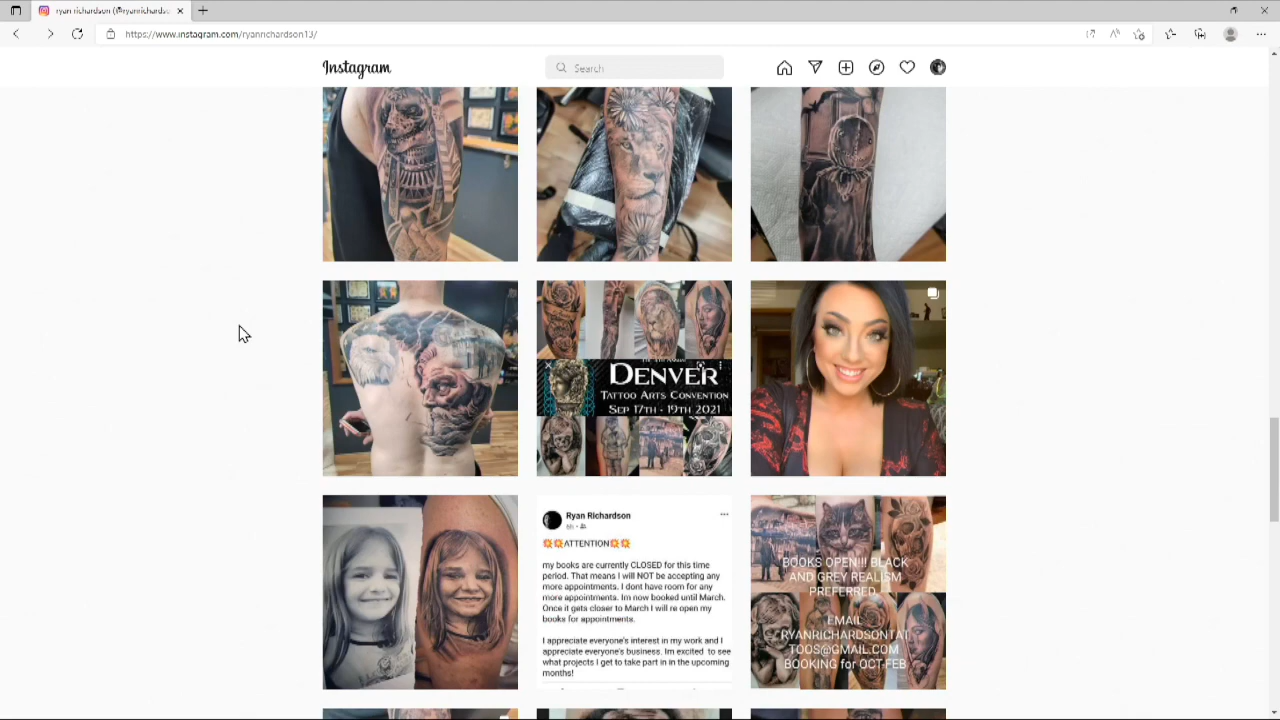 ryan richardson (@ryanrichards
https://www.instagram.com/ryanrichardson13/
Instagram
Search
DENVER
TATTOO ARTS CONVENTION
SEP 17TH - 19TH 2021
Ryan Richardson
6h
💥💥ATTENTION💥💥
my books are currently CLOSED for this time
period. That means I will NOT be accepting any
more appointments. I dont have room for any
more appointments. Im now booked until March.
Once it gets closer to March I will re open my
books for appointments.
I appreciate everyone's interest in my work and I
appreciate everyone's business. Im excited to see
what projects I get to take part in in the upcoming
months!
BOOKS OPEN!!! BLACK
AND GREY REALISM
PREFERRED
EMAIL
RYANRICHARDSONTAT
TOOS@GMAIL.COM
BOOKING for OCT-FEB